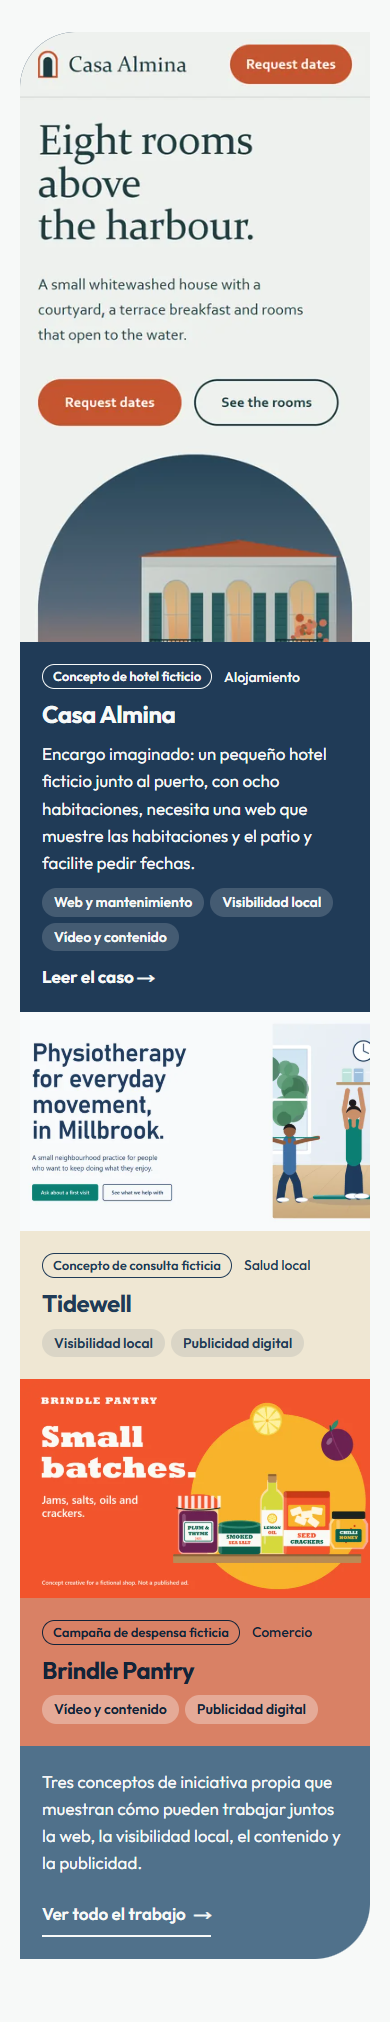 Casa Almina
Request dates
Eight rooms
above
the harbour.
A small whitewashed house with a
courtyard, a terrace breakfast and rooms
that open to the water.
Request dates
See the rooms
Concepto de hotel ficticio
Alojamiento
Casa Almina
Encargo imaginado: un pequeño hotel
ficticio junto al puerto, con ocho
habitaciones, necesita una web que
muestre las habitaciones y el patio y
facilite pedir fechas.
Web y mantenimiento
Visibilidad local
Vídeo y contenido
Leer el caso →
Physiotherapy
for everyday
movement,
in Millbrook.
A small neighbourhood practice for people
who want to keep doing what they enjoy.
Ask about a first visit
See what we help with
Concepto de consulta ficticia
Salud local
Tidewell
Visibilidad local
Publicidad digital
BRINDLE PANTRY
Small
batches.
Jams, salts, oils and
crackers.
PLUM &
THYME
SMOKED
SEA SALT
LEMON
OIL
SEED
CRACKERS
CHILLI
HONEY
Concept creative for a fictional shop. Not a published ad.
Campaña de despensa ficticia
Comercio
Brindle Pantry
Vídeo y contenido
Publicidad digital
Tres conceptos de iniciativa propia que
muestran cómo pueden trabajar juntos
la web, la visibilidad local, el contenido y
la publicidad.
Ver todo el trabajo →